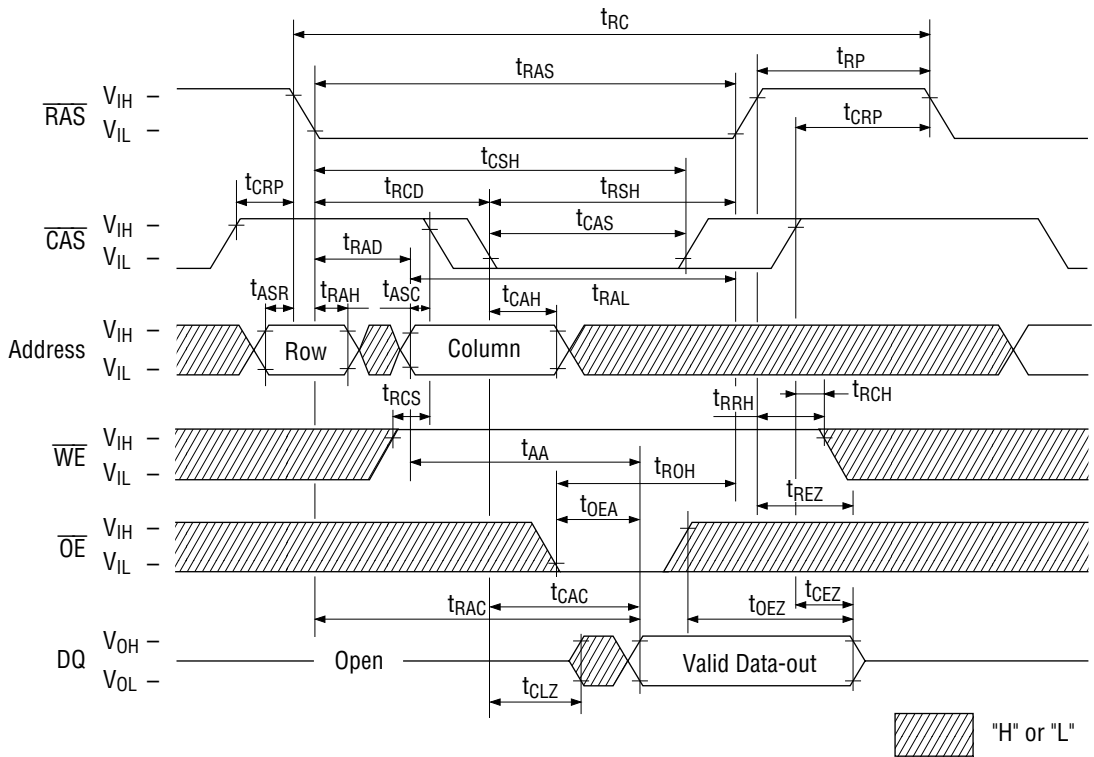 tRC
tRAS
tRP
RAS
VIH –
VIL –
tCRP
tCSH
tCRP
tRCD
tRSH
CAS
VIH –
VIL –
tCAS
tRAD
tRAL
tASR
tRAH
tASC
tCAH
Address
VIH –
VIL –
Row
Column
tRCS
tRRH
tRCH
WE
VIH –
VIL –
tAA
tROH
tREZ
tOEA
OE
VIH –
VIL –
tCAC
tCEZ
tRAC
tOEZ
DQ
VOH –
VOL –
Open
Valid Data-out
tCLZ
"H" or "L"